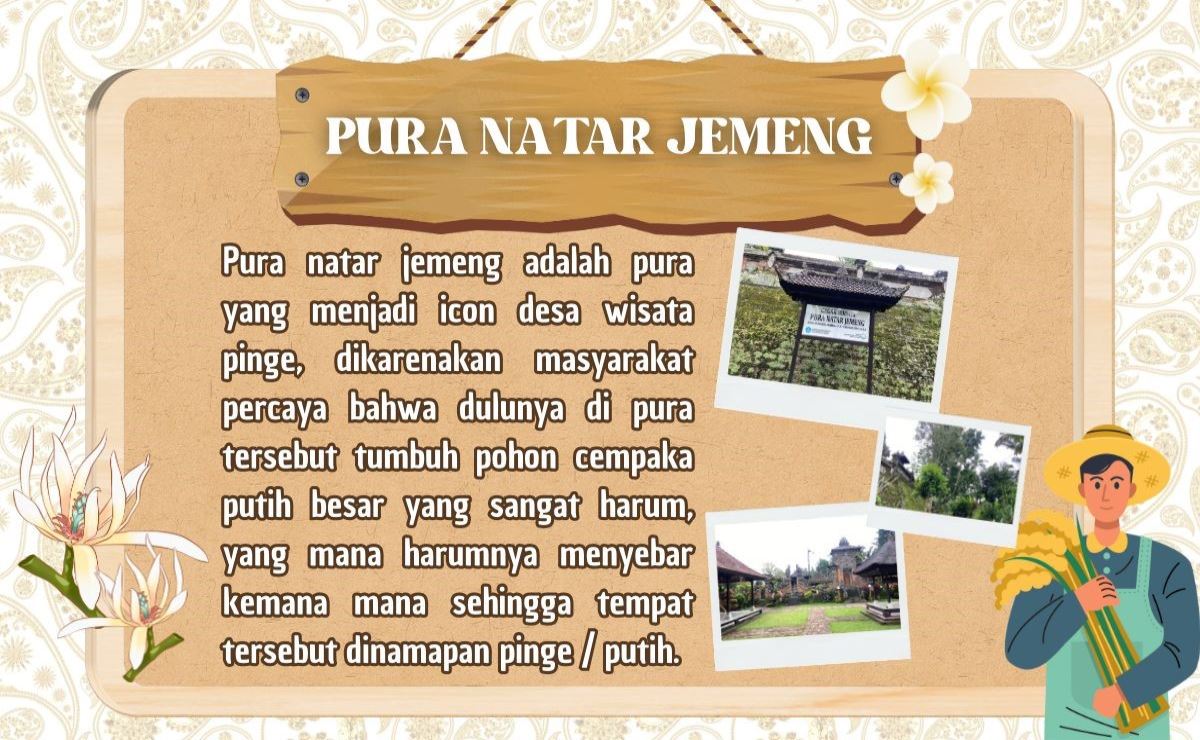 PURA NATAR JEMENG
Pura natar jemeng adalah pura
yang menjadi icon desa wisata
pinge, dikarenakan masyarakat
percaya bahwa dulunya di pura
tersebut tumbuh pohon cempaka
putih besar yang sangat harum,
yang mana harumnya menyebar
kemana mana sehingga tempat
tersebut dinamapan pinge / putih.
PURA NATAR JEMENG